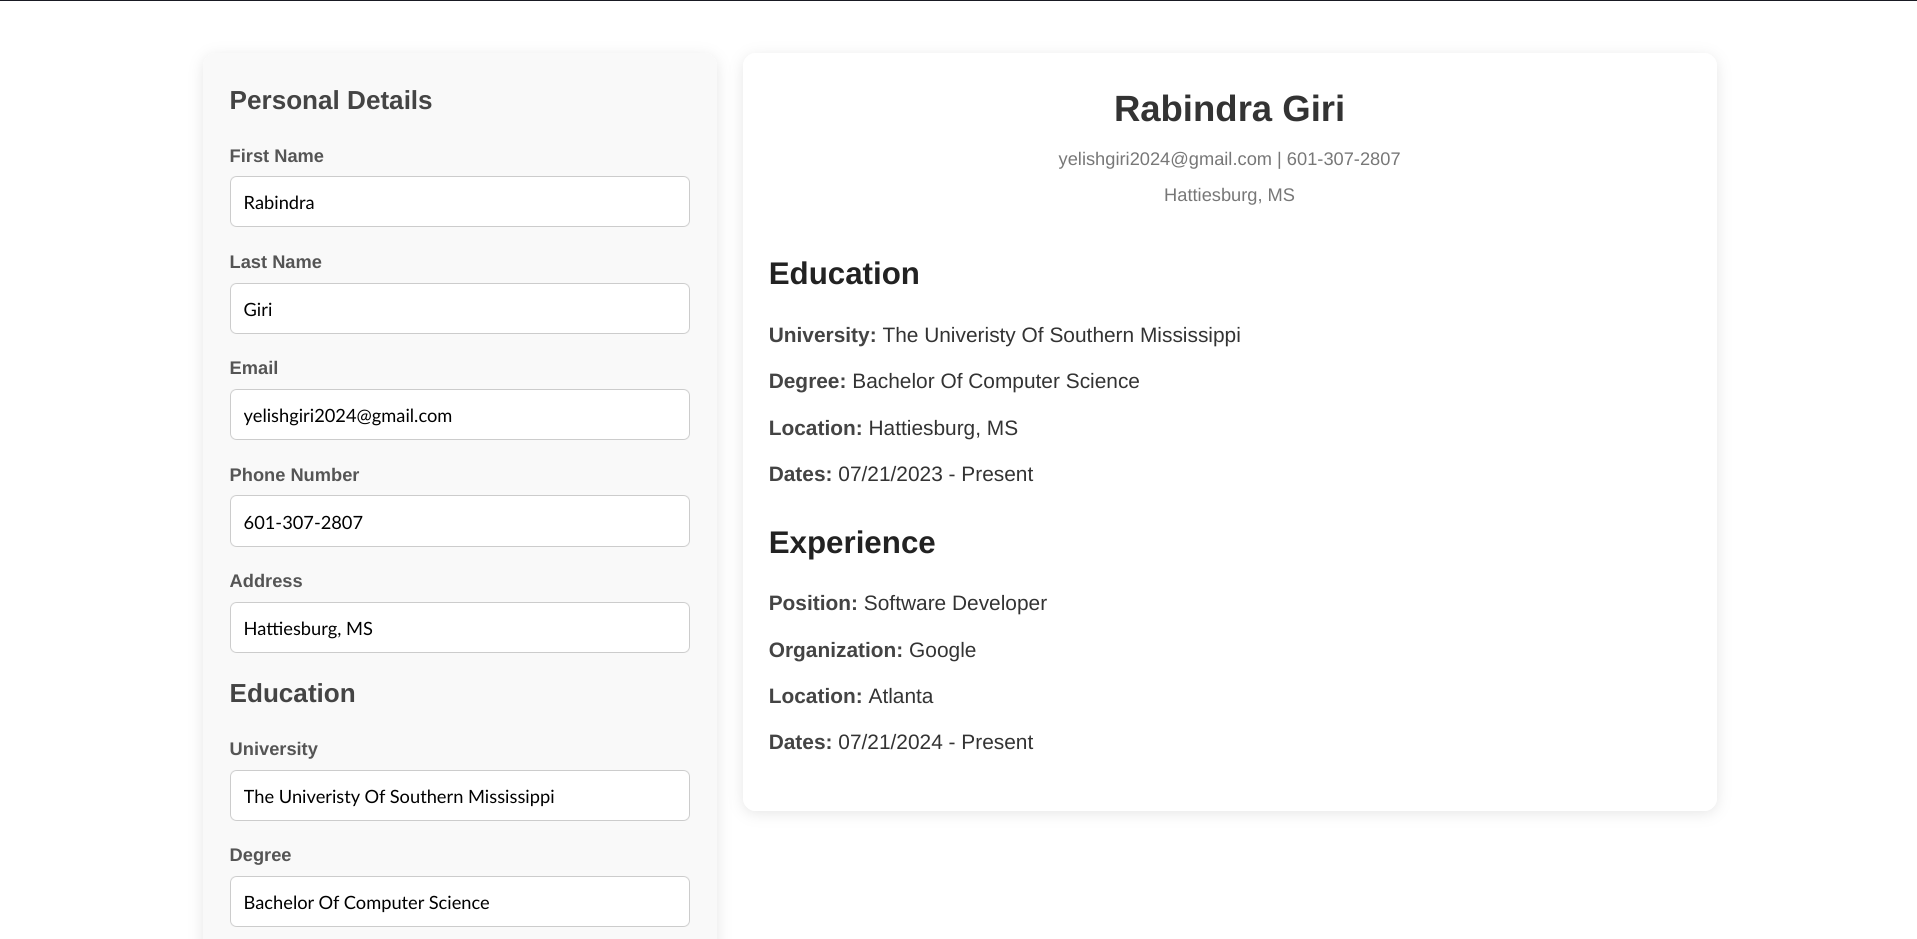 Personal Details
First Name
Rabindra
Last Name
Giri
Email
yelishgiri2024@gmail.com
Phone Number
601-307-2807
Address
Hattiesburg, MS
Education
University
The Univeristy Of Southern Mississippi
Degree
Bachelor Of Computer Science
Rabindra Giri
yelishgiri2024@gmail.com | 601-307-2807
Hattiesburg, MS
Education
University: The Univeristy Of Southern Mississippi
Degree: Bachelor Of Computer Science
Location: Hattiesburg, MS
Dates: 07/21/2023 - Present
Experience
Position: Software Developer
Organization: Google
Location: Atlanta
Dates: 07/21/2024 - Present